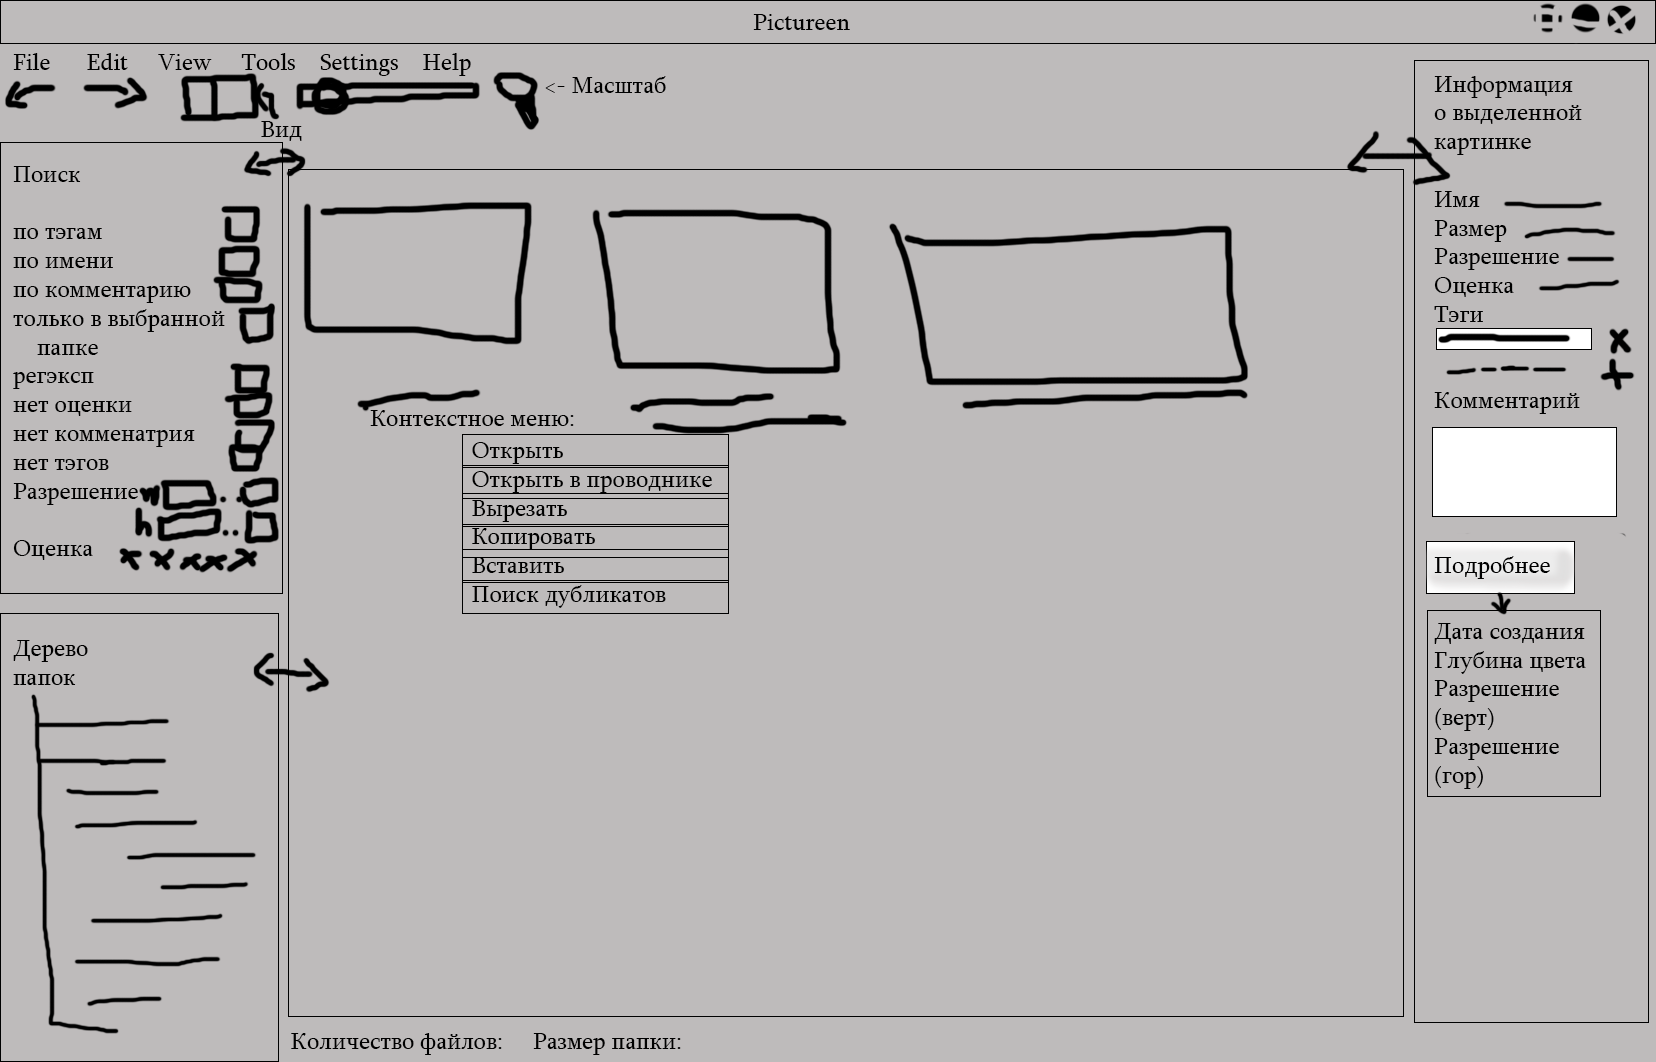 Pictureen
File Edit View Tools Settings Help
<- Масштаб
Вид
Поиск
по тэгам
по имени
по комментарию
только в выбранной
папке
регэксп
нет оценки
нет комменатрия
нет тэгов
Разрешение w ..
h ..
Оценка x x x x x
Дерево
папок
Контекстное меню:
Открыть
Открыть в проводнике
Вырезать
Копировать
Вставить
Поиск дубликатов
Информация
о выделенной
картинке
Имя
Размер
Разрешение
Оценка
Тэги
x
+
Комментарий
Подробнее
Дата создания
Глубина цвета
Разрешение
(верт)
Разрешение
(гор)
Количество файлов: Размер папки: